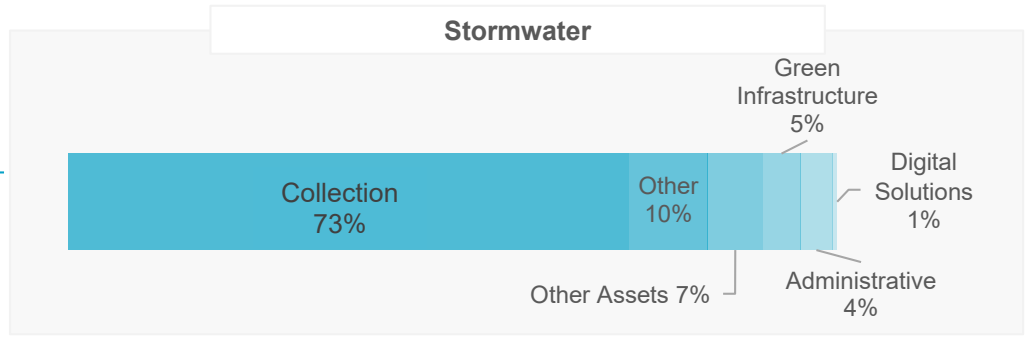 Stormwater
Green
Infrastructure
5%
Collection
73%
Other
10%
Digital
Solutions
1%
Other Assets 7%
Administrative
4%